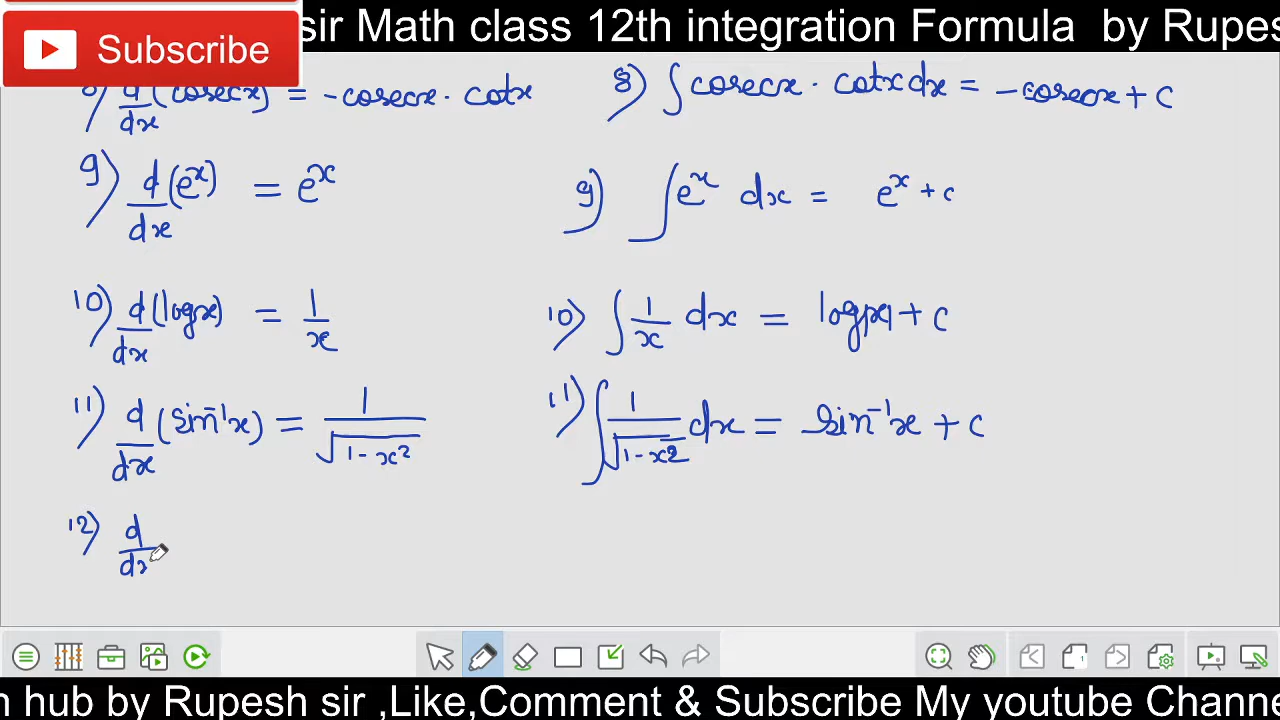 sir Math class 12th integration Formula by Rupes
Subscribe
8) d/dx (cosecx) = -cosecx · cotx
8) ∫ cosecx · cotx dx = -cosecx + c
9) d/dx (e^x) = e^x
9) ∫ e^x dx = e^x + c
10) d/dx (logx) = 1/x
10) ∫ 1/x dx = log|x| + c
11) d/dx (sin⁻¹x) = 1/√(1-x²)
11) ∫ 1/√(1-x²) dx = sin⁻¹x + c
12) d/dx
n hub by Rupesh sir ,Like,Comment & Subscribe My youtube Channe